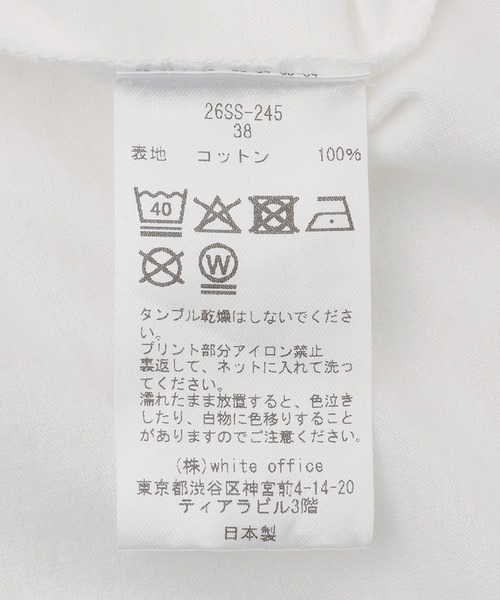 26SS-245
38
表地 コットン 100%
40
W
タンブル乾燥はしないでくださ
い。
プリント部分アイロン禁止
裏返して、ネットに入れて洗っ
てください。
濡れたまま放置すると、色泣き
したり、白物に色移りすること
がありますのでご注意ください。
(株)white office
東京都渋谷区神宮前4-14-20
ティアラビル3階
日本製